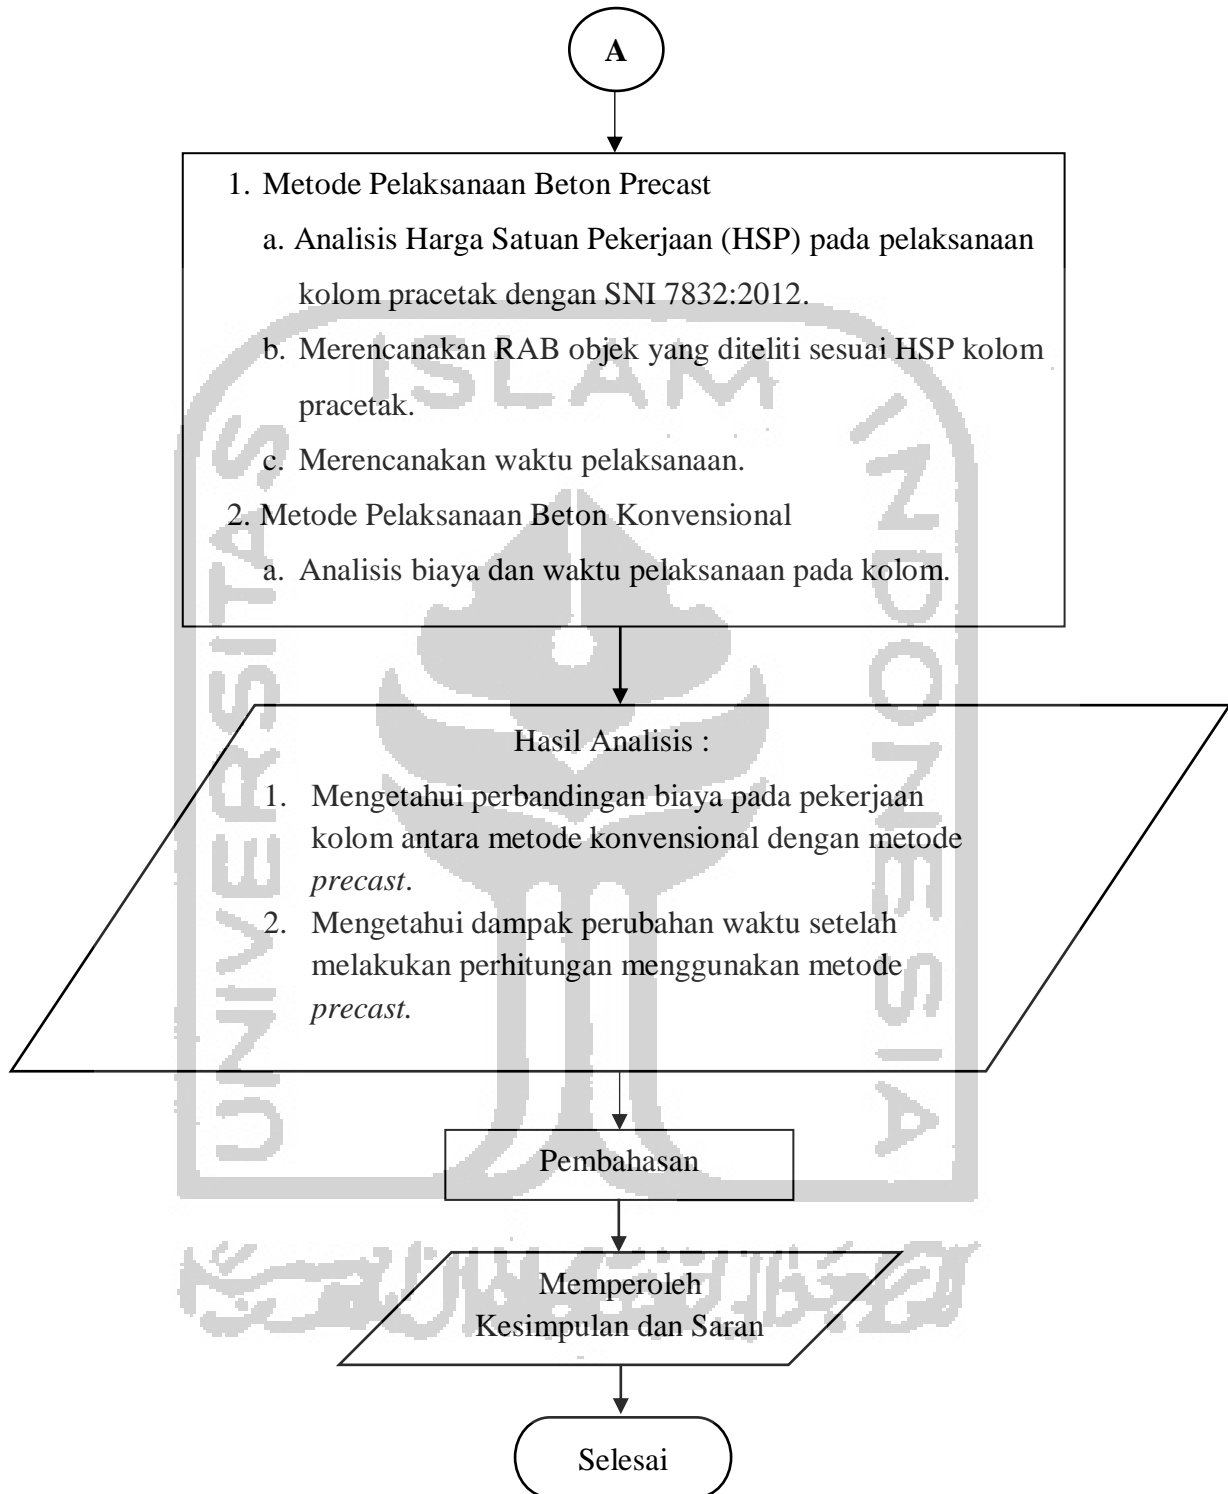 A
1. Metode Pelaksanaan Beton Precast
a. Analisis Harga Satuan Pekerjaan (HSP) pada pelaksanaan
kolom pracetak dengan SNI 7832:2012.
b. Merencanakan RAB objek yang diteliti sesuai HSP kolom
pracetak.
c. Merencanakan waktu pelaksanaan.
2. Metode Pelaksanaan Beton Konvensional
a. Analisis biaya dan waktu pelaksanaan pada kolom.
Hasil Analisis :
1. Mengetahui perbandingan biaya pada pekerjaan
kolom antara metode konvensional dengan metode
precast.
2. Mengetahui dampak perubahan waktu setelah
melakukan perhitungan menggunakan metode
precast.
Pembahasan
Memperoleh
Kesimpulan dan Saran
Selesai
UNIVERSITAS
ISLAM
INDONESIA